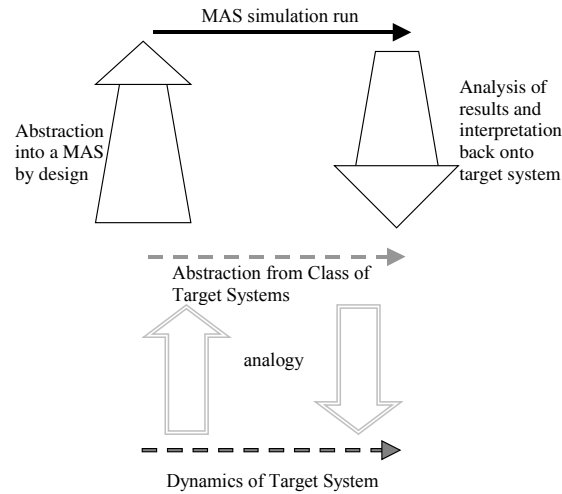 MAS simulation run
Abstraction
into a MAS
by design
Analysis of
results and
interpretation
back onto
target system
Abstraction from Class of
Target Systems
analogy
Dynamics of Target System